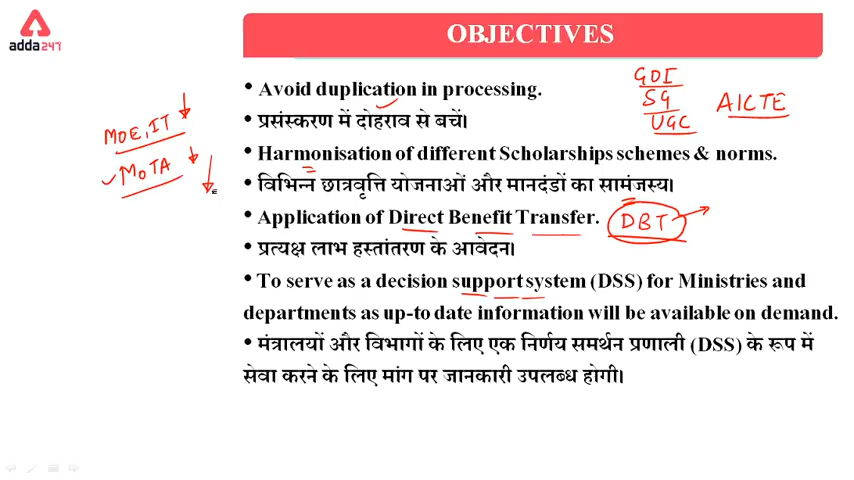 adda247
OBJECTIVES
• Avoid duplication in processing.
• प्रसंस्करण में दोहराव से बचें।
• Harmonisation of different Scholarships schemes & norms.
• विभिन्न छात्रवृत्ति योजनाओं और मानदंडों का सामंजस्य।
• Application of Direct Benefit Transfer.
• प्रत्यक्ष लाभ हस्तांतरण के आवेदन।
• To serve as a decision support system (DSS) for Ministries and
departments as up-to date information will be available on demand.
• मंत्रालयों और विभागों के लिए एक निर्णय समर्थन प्रणाली (DSS) के रूप में
सेवा करने के लिए मांग पर जानकारी उपलब्ध होगी।
MOE, IT
MOTA
GOI
SG
UGC
AICTE
DBT